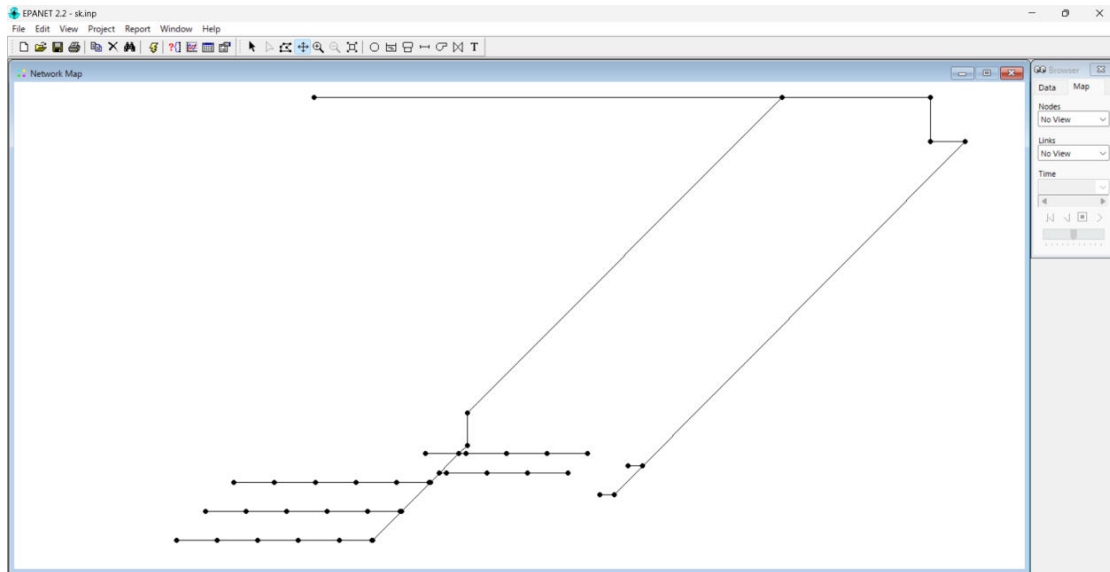 EPANET 2.2 - sk.inp
File Edit View Project Report Window Help
T
Network Map
Browser
Data Map
Nodes
No View
Links
No View
Time